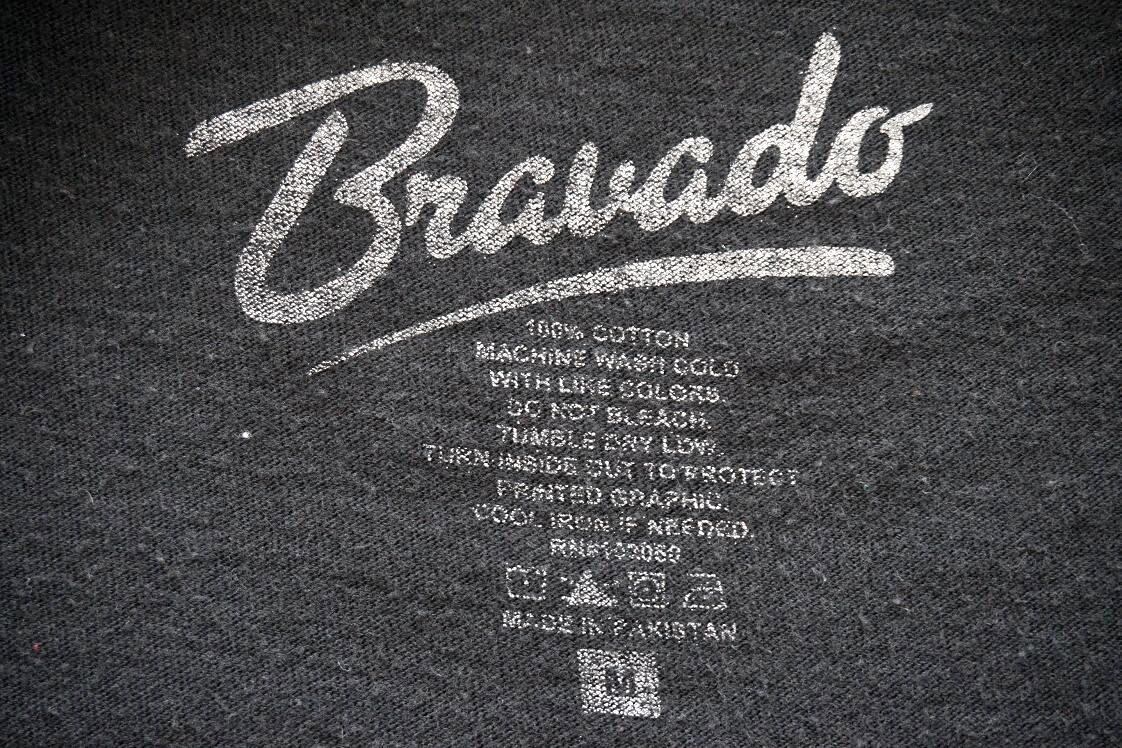 Bravado
100% COTTON
MACHINE WASH COLD
WITH LIKE COLORS.
DO NOT BLEACH.
TUMBLE DRY LOW.
TURN INSIDE OUT TO PROTECT
PRINTED GRAPHIC.
COOL IRON IF NEEDED.
MADE IN PAKISTAN
M